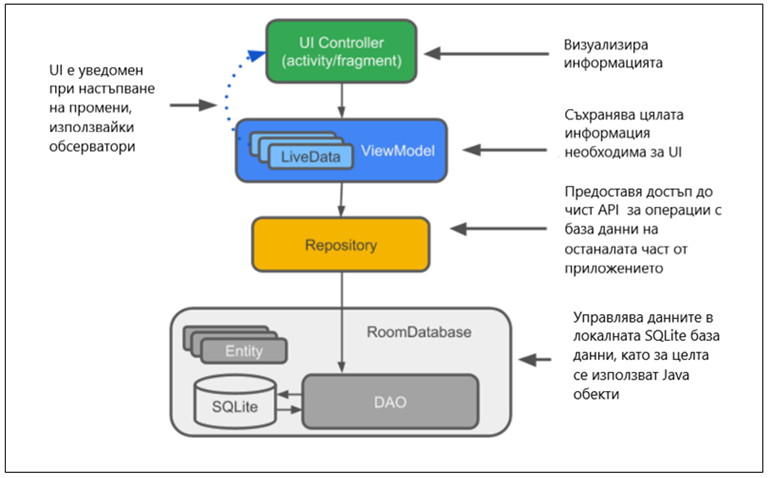 UI Controller
(activity/fragment)
Визуализира
информацията
UI е уведомен
при настъпване
на промени,
използвайки
обсерватори
LiveData
ViewModel
Съхранява цялата
информация
необходима за UI
Repository
Предоставя достъп до
чист API за операции с
база данни на
останалата част от
приложението
RoomDatabase
Entity
SQLite
DAO
Управлява данните в
локалната SQLite база
данни, като за целта
се използват Java
обекти